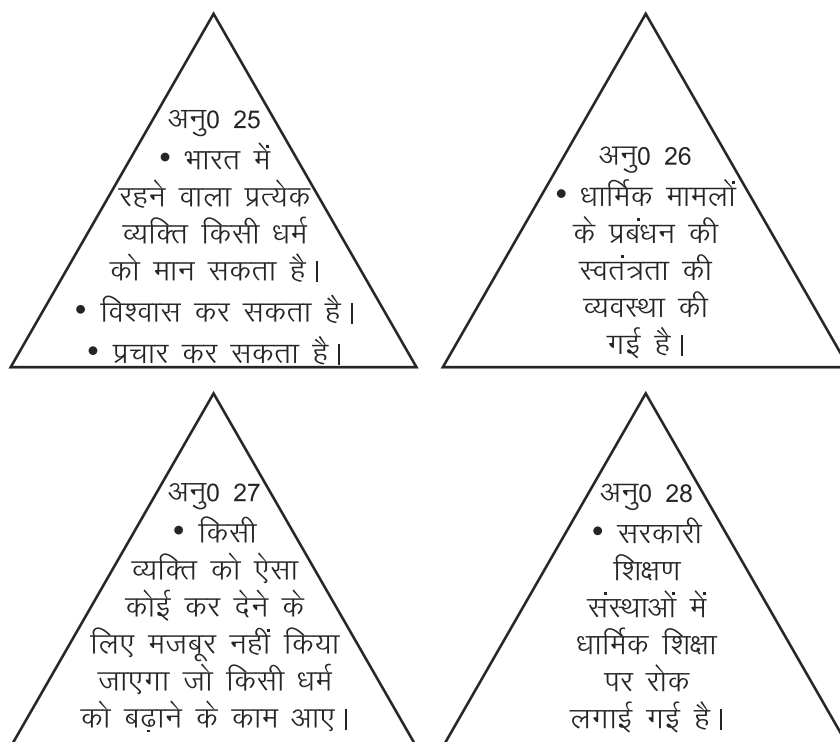 अनु0 25
• भारत में
रहने वाला प्रत्येक
व्यक्ति किसी धर्म
को मान सकता है।
• विश्वास कर सकता है।
• प्रचार कर सकता है।
अनु0 26
• धार्मिक मामलों
के प्रबंधन की
स्वतंत्रता की
व्यवस्था की
गई है।
अनु0 27
• किसी
व्यक्ति को ऐसा
कोई कर देने के
लिए मजबूर नहीं किया
जाएगा जो किसी धर्म
को बढ़ाने के काम आए।
अनु0 28
• सरकारी
शिक्षण
संस्थाओं में
धार्मिक शिक्षा
पर रोक
लगाई गई है।